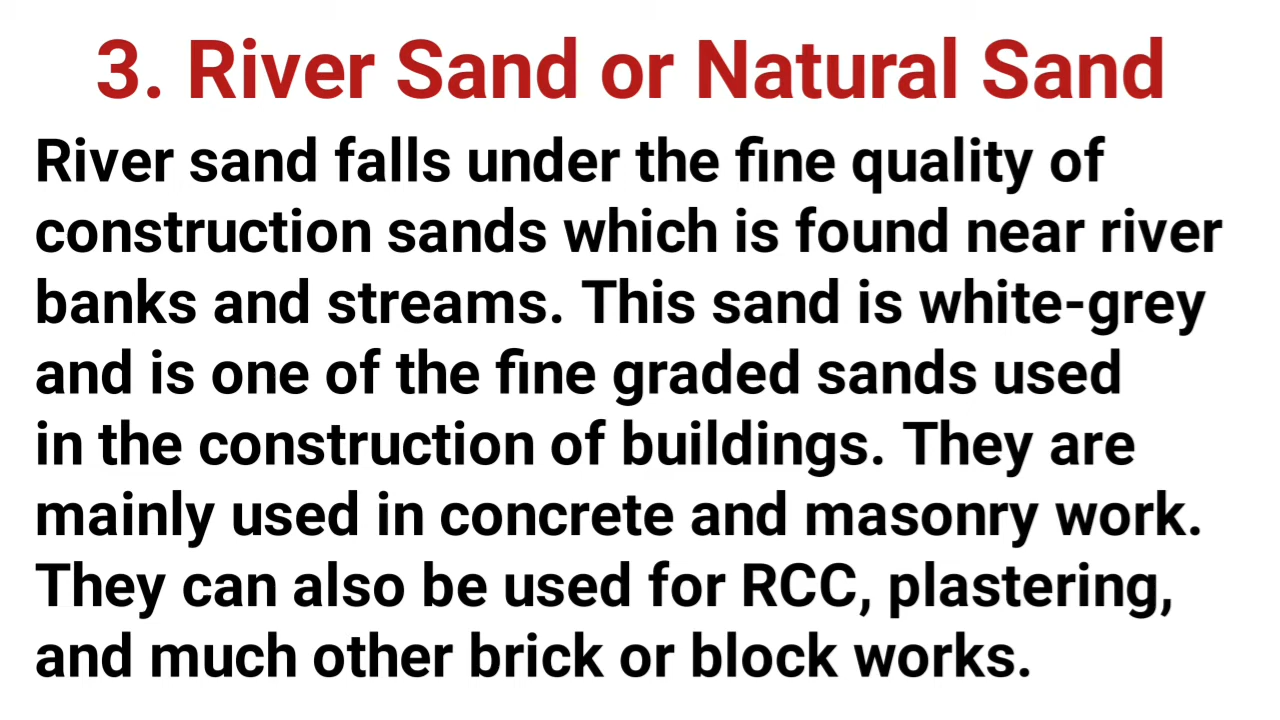 3. River Sand or Natural Sand
River sand falls under the fine quality of
construction sands which is found near river
banks and streams. This sand is white-grey
and is one of the fine graded sands used
in the construction of buildings. They are
mainly used in concrete and masonry work.
They can also be used for RCC, plastering,
and much other brick or block works.